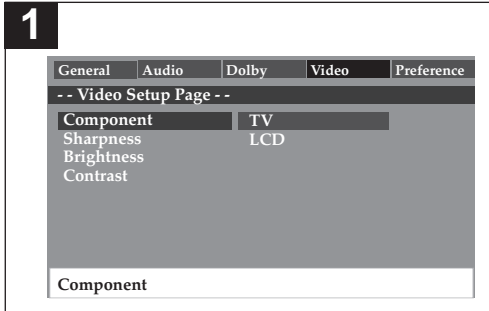 1
General Audio Dolby Video Preference
- - Video Setup Page - -
Component TV
Sharpness LCD
Brightness
Contrast
Component